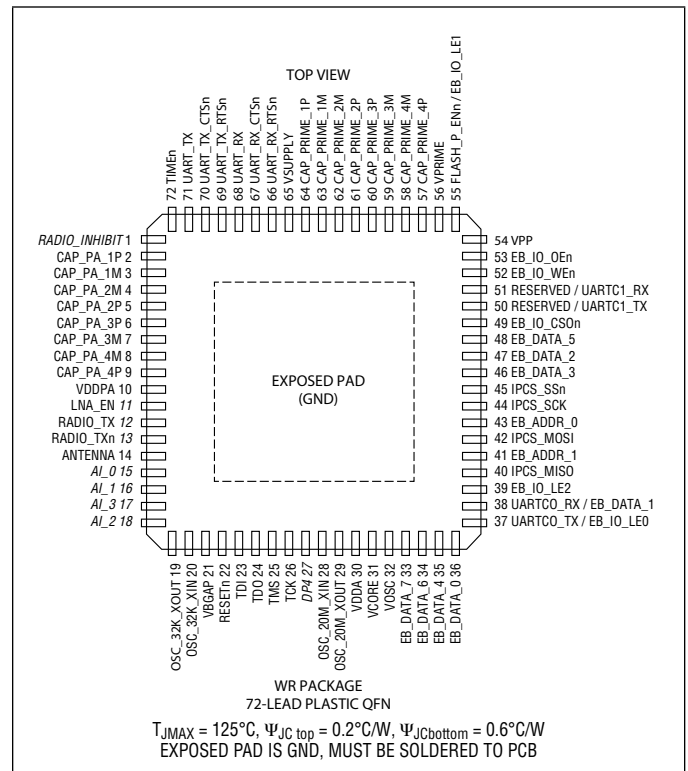 TOP VIEW
72 TIMEn
71 UART_TX
70 UART_TX_CTSn
69 UART_TX_RTSn
68 UART_RX
67 UART_RX_CTSn
66 UART_RX_RTSn
65 VSUPPLY
64 CAP_PRIME_1P
63 CAP_PRIME_1M
62 CAP_PRIME_2M
61 CAP_PRIME_2P
60 CAP_PRIME_3P
59 CAP_PRIME_3M
58 CAP_PRIME_4M
57 CAP_PRIME_4P
56 VPRIME
55 FLASH_P_ENn / EB_IO_LE1
RADIO_INHIBIT 1
CAP_PA_1P 2
CAP_PA_1M 3
CAP_PA_2M 4
CAP_PA_2P 5
CAP_PA_3P 6
CAP_PA_3M 7
CAP_PA_4M 8
CAP_PA_4P 9
VDDPA 10
LNA_EN 11
RADIO_TX 12
RADIO_TXn 13
ANTENNA 14
AI_0 15
AI_1 16
AI_3 17
AI_2 18
EXPOSED PAD
(GND)
54 VPP
53 EB_IO_OEn
52 EB_IO_WEn
51 RESERVED / UARTC1_RX
50 RESERVED / UARTC1_TX
49 EB_IO_CSOn
48 EB_DATA_5
47 EB_DATA_2
46 EB_DATA_3
45 IPCS_SSn
44 IPCS_SCK
43 EB_ADDR_0
42 IPCS_MOSI
41 EB_ADDR_1
40 IPCS_MISO
39 EB_IO_LE2
38 UARTCO_RX / EB_DATA_1
37 UARTCO_TX / EB_IO_LE0
OSC_32K_XOUT 19
OSC_32K_XIN 20
VBGAP 21
RESETn 22
TDI 23
TDO 24
TMS 25
TCK 26
DP4 27
OSC_20M_XIN 28
OSC_20M_XOUT 29
VDDA 30
VCORE 31
VOSC 32
EB_DATA_7 33
EB_DATA_6 34
EB_DATA_4 35
EB_DATA_0 36
WR PACKAGE
72-LEAD PLASTIC QFN
TJMAX = 125°C, ΨJC top = 0.2°C/W, ΨJCbottom = 0.6°C/W
EXPOSED PAD IS GND, MUST BE SOLDERED TO PCB